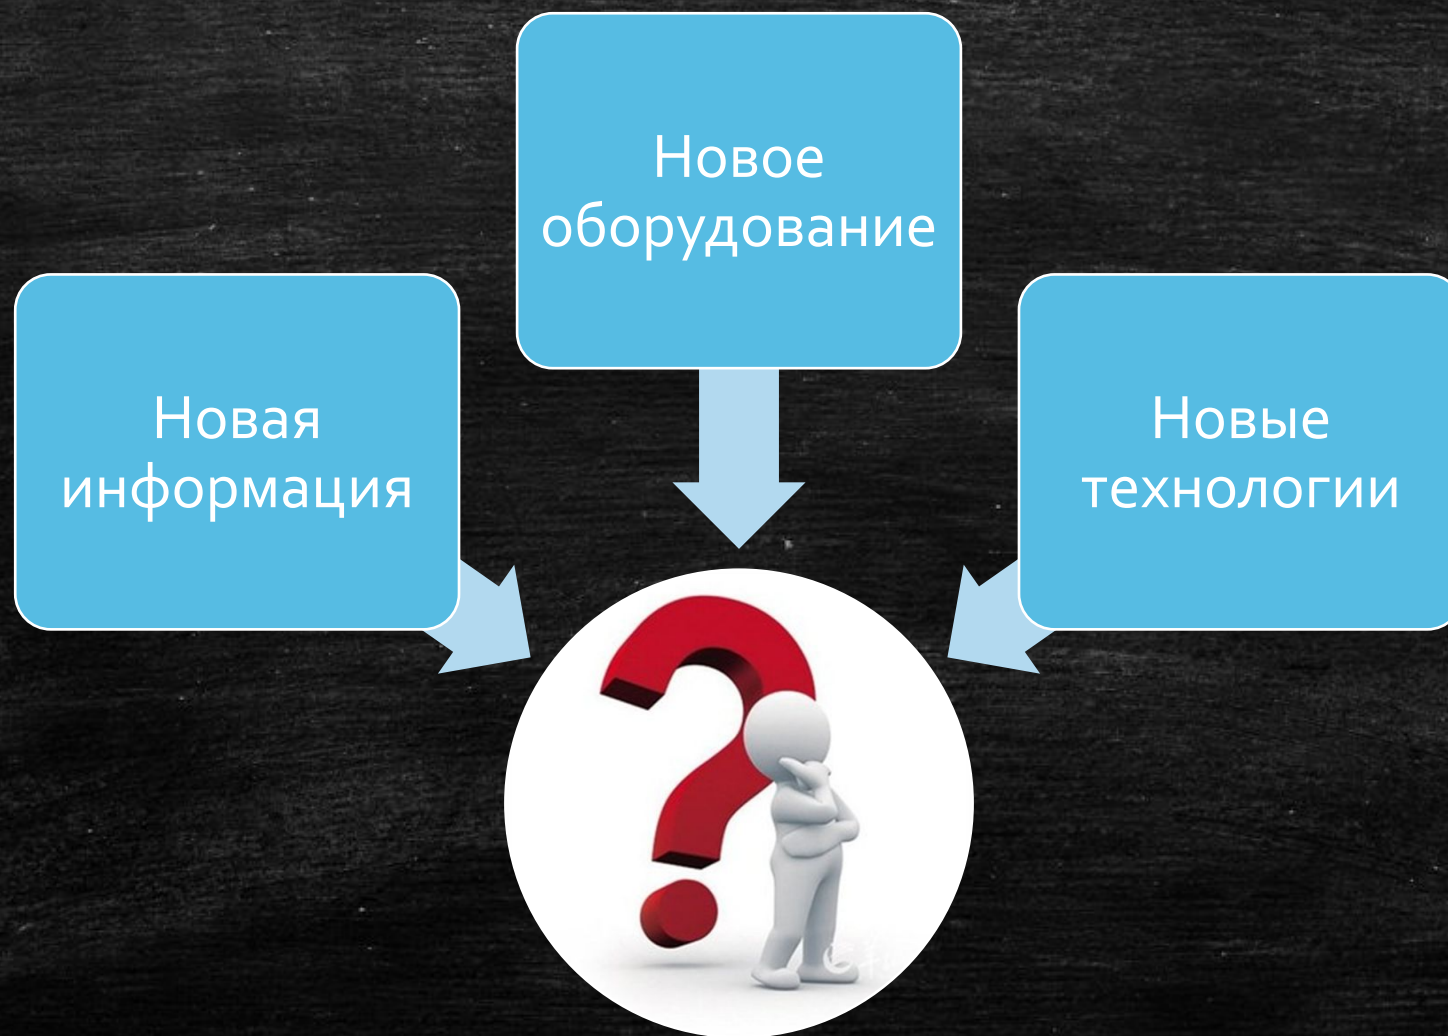 Новое
оборудование
Новая
информация
Новые
технологии